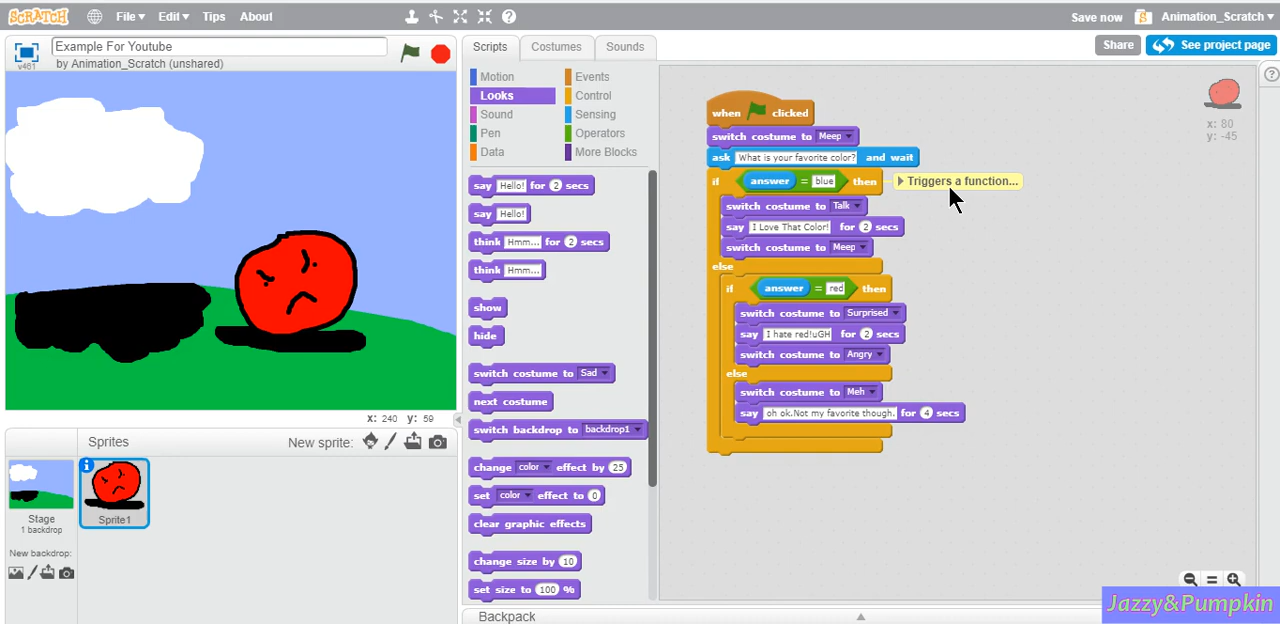 SCRATCH File▼ Edit▼ Tips About Save now Animation_Scratch▼
Example For Youtube
by Animation_Scratch (unshared)
v461
Scripts Costumes Sounds
Share See project page
Motion Events
Looks Control
Sound Sensing
Pen Operators
Data More Blocks
say Hello! for 2 secs
say Hello!
think Hmm... for 2 secs
think Hmm...
show
hide
switch costume to Sad
next costume
switch backdrop to backdrop1
change color effect by 25
set color effect to 0
clear graphic effects
change size by 10
set size to 100 %
when clicked
switch costume to Meep
ask What is your favorite color? and wait
if answer = blue then
Triggers a function...
switch costume to Talk
say I Love That Color! for 2 secs
switch costume to Meep
else
if answer = red then
switch costume to Surprised
say I hate red!uGH for 2 secs
switch costume to Angry
else
switch costume to Meh
say oh ok.Not my favorite though. for 4 secs
x: 80
y: -45
x: 240 y: 59
Sprites New sprite:
Stage
1 backdrop
New backdrop:
Sprite1
Backpack
Jazzy&Pumpkin